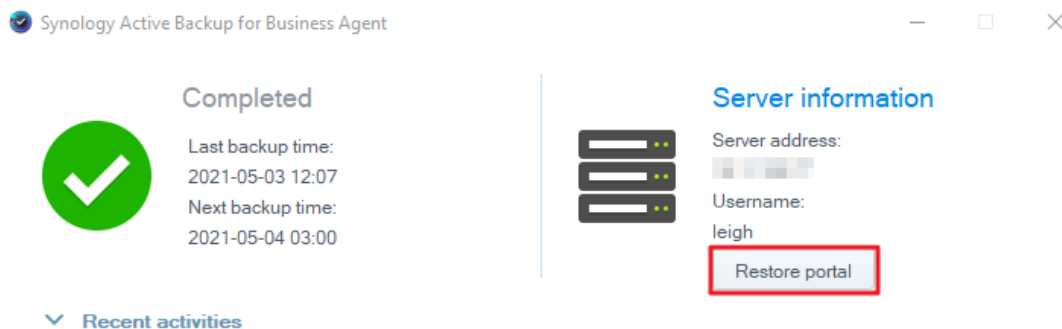 Synology Active Backup for Business Agent
Completed
Last backup time:
2021-05-03 12:07
Next backup time:
2021-05-04 03:00
Server information
Server address:
Username:
leigh
Restore portal
Recent activities